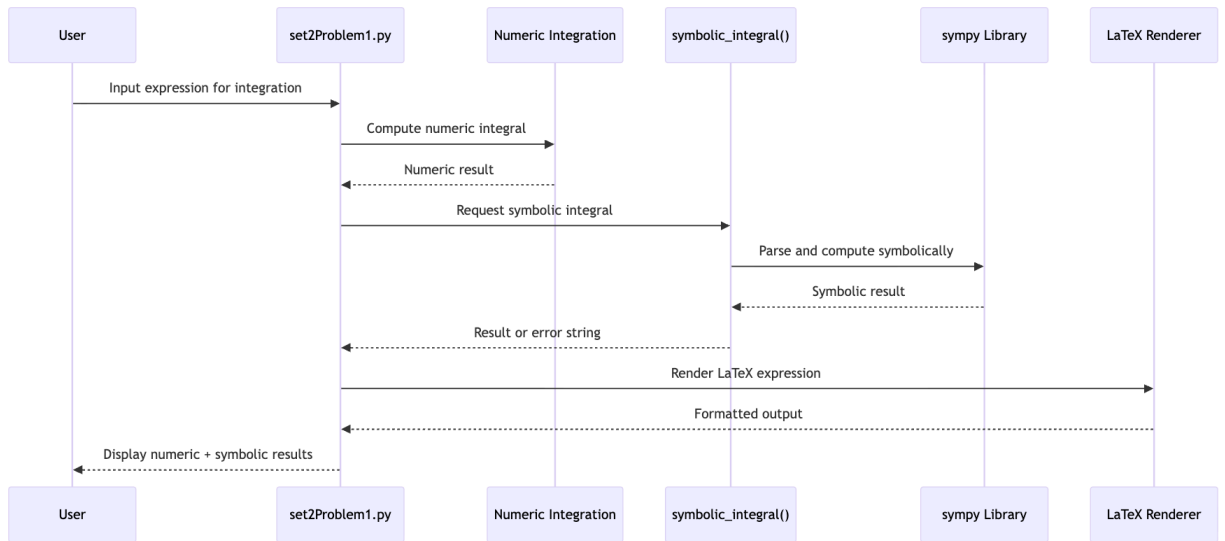 User
set2Problem1.py
Numeric Integration
symbolic_integral()
sympy Library
LaTeX Renderer
Input expression for integration
Compute numeric integral
Numeric result
Request symbolic integral
Parse and compute symbolically
Symbolic result
Result or error string
Render LaTeX expression
Formatted output
Display numeric + symbolic results
User
set2Problem1.py
Numeric Integration
symbolic_integral()
sympy Library
LaTeX Renderer